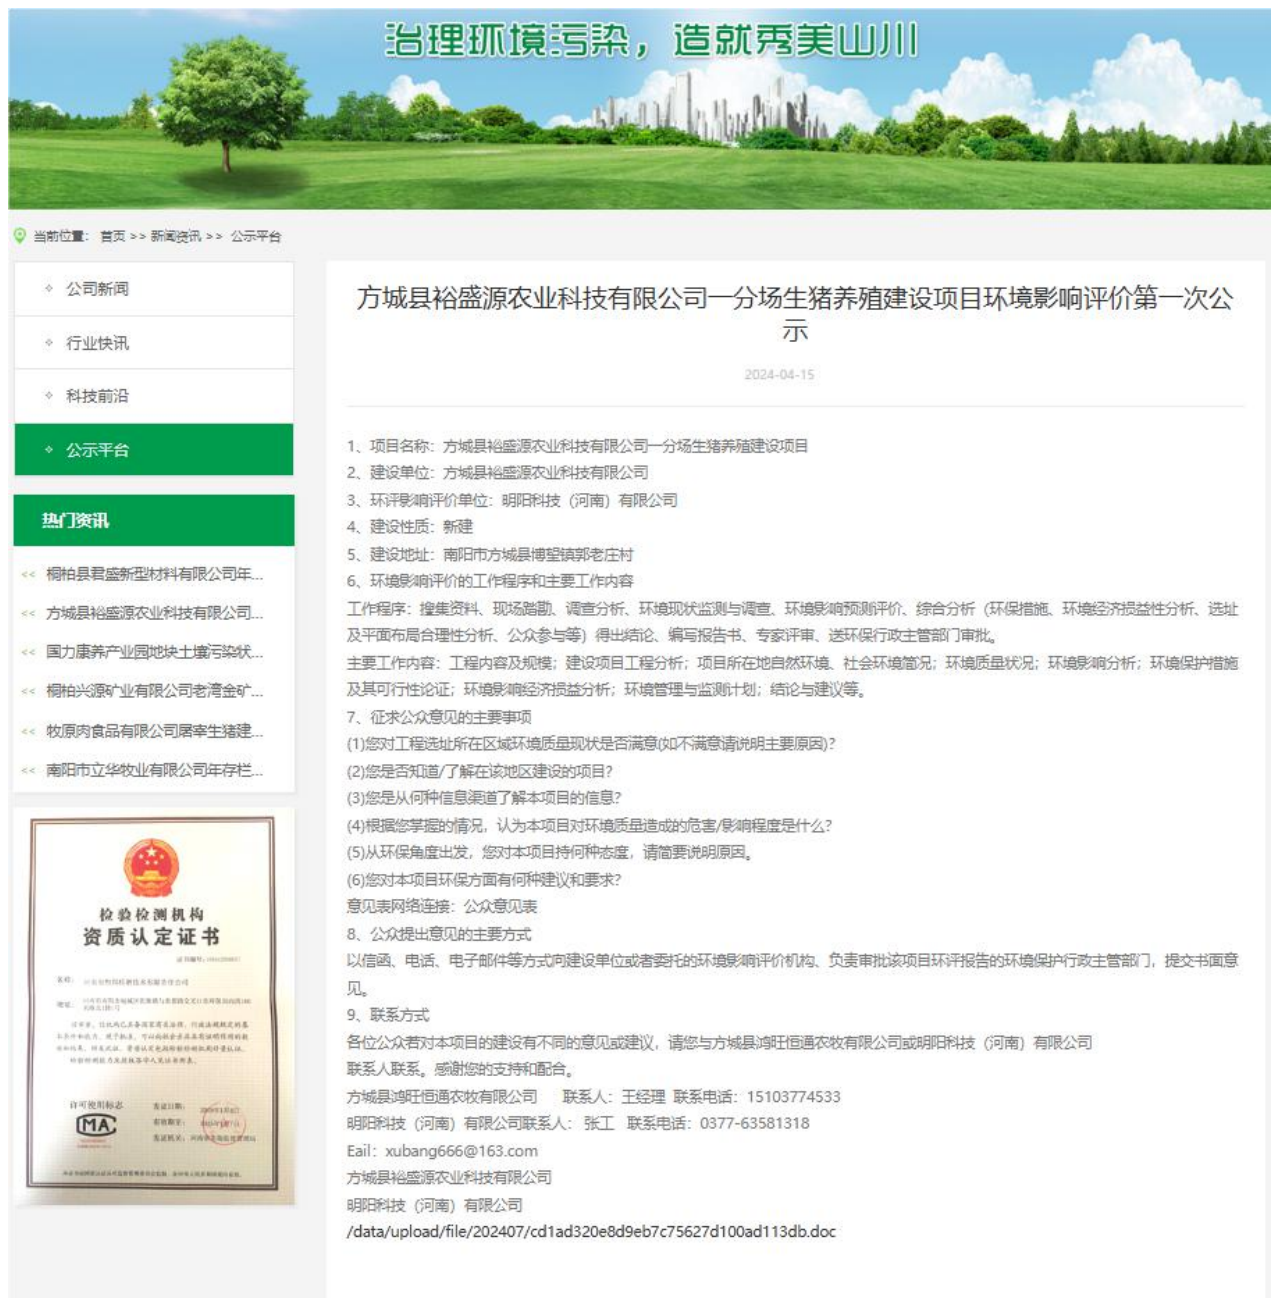 治理环境污染，造就秀美山川
当前位置： 首页 >> 新闻资讯 >> 公示平台
公司新闻
行业快讯
科技前沿
公示平台
热门资讯
<< 桐柏县君盛新型材料有限公司年...
<< 方城县裕盛源农业科技有限公司...
<< 国力康养产业园地块土壤污染状...
<< 桐柏兴源矿业有限公司老湾金矿...
<< 牧原肉食品有限公司屠宰生猪建...
<< 南阳市立华牧业有限公司年存栏...
检验检测机构
资质认定证书
许可使用标志
MA
方城县裕盛源农业科技有限公司一分场生猪养殖建设项目环境影响评价第一次公
示
2024-04-15
1、项目名称：方城县裕盛源农业科技有限公司一分场生猪养殖建设项目
2、建设单位：方城县裕盛源农业科技有限公司
3、环评影响评价单位：明阳科技（河南）有限公司
4、建设性质：新建
5、建设地址：南阳市方城县博望镇郭老庄村
6、环境影响评价的工作程序和主要工作内容
工作程序：搜集资料、现场踏勘、调查分析、环境现状监测与调查、环境影响预测评价、综合分析（环保措施、环境经济损益性分析、选址
及平面布局合理性分析、公众参与等）得出结论、编写报告书、专家评审、送环保行政主管部门审批。
主要工作内容：工程内容及规模；建设项目工程分析；项目所在地自然环境、社会环境简况；环境质量状况；环境影响分析；环境保护措施
及其可行性论证；环境影响经济损益分析；环境管理与监测计划；结论与建议等。
7、征求公众意见的主要事项
(1)您对工程选址所在区域环境质量现状是否满意(如不满意请说明主要原因)？
(2)您是否知道/了解在该地区建设的项目？
(3)您是从何种信息渠道了解本项目的信息？
(4)根据您掌握的情况，认为本项目对环境质量造成的危害/影响程度是什么？
(5)从环保角度出发，您对本项目持何种态度，请简要说明原因。
(6)您对本项目环保方面有何种建议和要求？
意见表网络连接：公众意见表
8、公众提出意见的主要方式
以信函、电话、电子邮件等方式向建设单位或者委托的环境影响评价机构、负责审批该项目环评报告的环境保护行政主管部门，提交书面意
见。
9、联系方式
各位公众若对本项目的建设有不同的意见或建议，请您与方城县鸿旺恒通农牧有限公司或明阳科技（河南）有限公司
联系人联系。感谢您的支持和配合。
方城县鸿旺恒通农牧有限公司 联系人：王经理 联系电话：15103774533
明阳科技（河南）有限公司联系人： 张工 联系电话：0377-63581318
Eail：xubang666@163.com
方城县裕盛源农业科技有限公司
明阳科技（河南）有限公司
/data/upload/file/202407/cd1ad320e8d9eb7c75627d100ad113db.doc